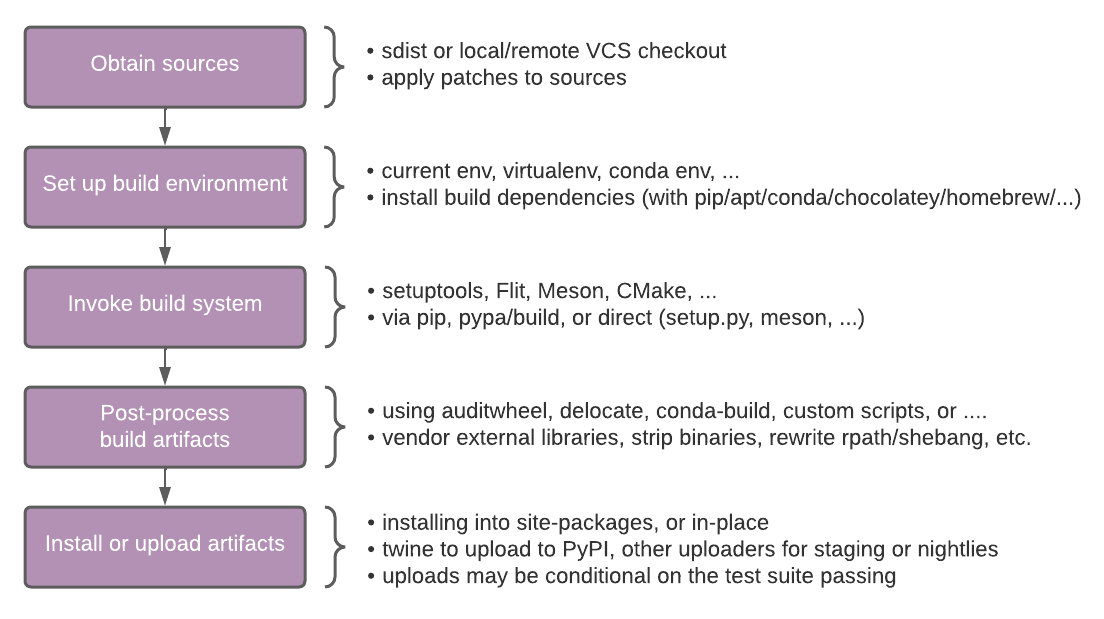 Obtain sources
• sdist or local/remote VCS checkout
• apply patches to sources
Set up build environment
• current env, virtualenv, conda env, ...
• install build dependencies (with pip/apt/conda/chocolatey/homebrew/...)
Invoke build system
• setuptools, Flit, Meson, CMake, ...
• via pip, pypa/build, or direct (setup.py, meson, ...)
Post-process
build artifacts
• using auditwheel, delocate, conda-build, custom scripts, or ....
• vendor external libraries, strip binaries, rewrite rpath/shebang, etc.
Install or upload artifacts
• installing into site-packages, or in-place
• twine to upload to PyPI, other uploaders for staging or nightlies
• uploads may be conditional on the test suite passing